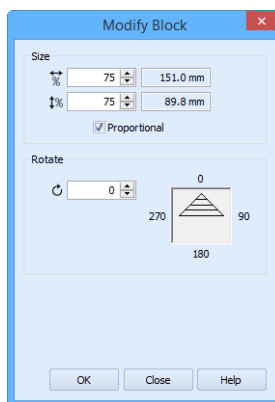 Modify Block
Size
% 75 151.0 mm
% 75 89.8 mm
Proportional
Rotate
0
0
270 90
180
OK Close Help